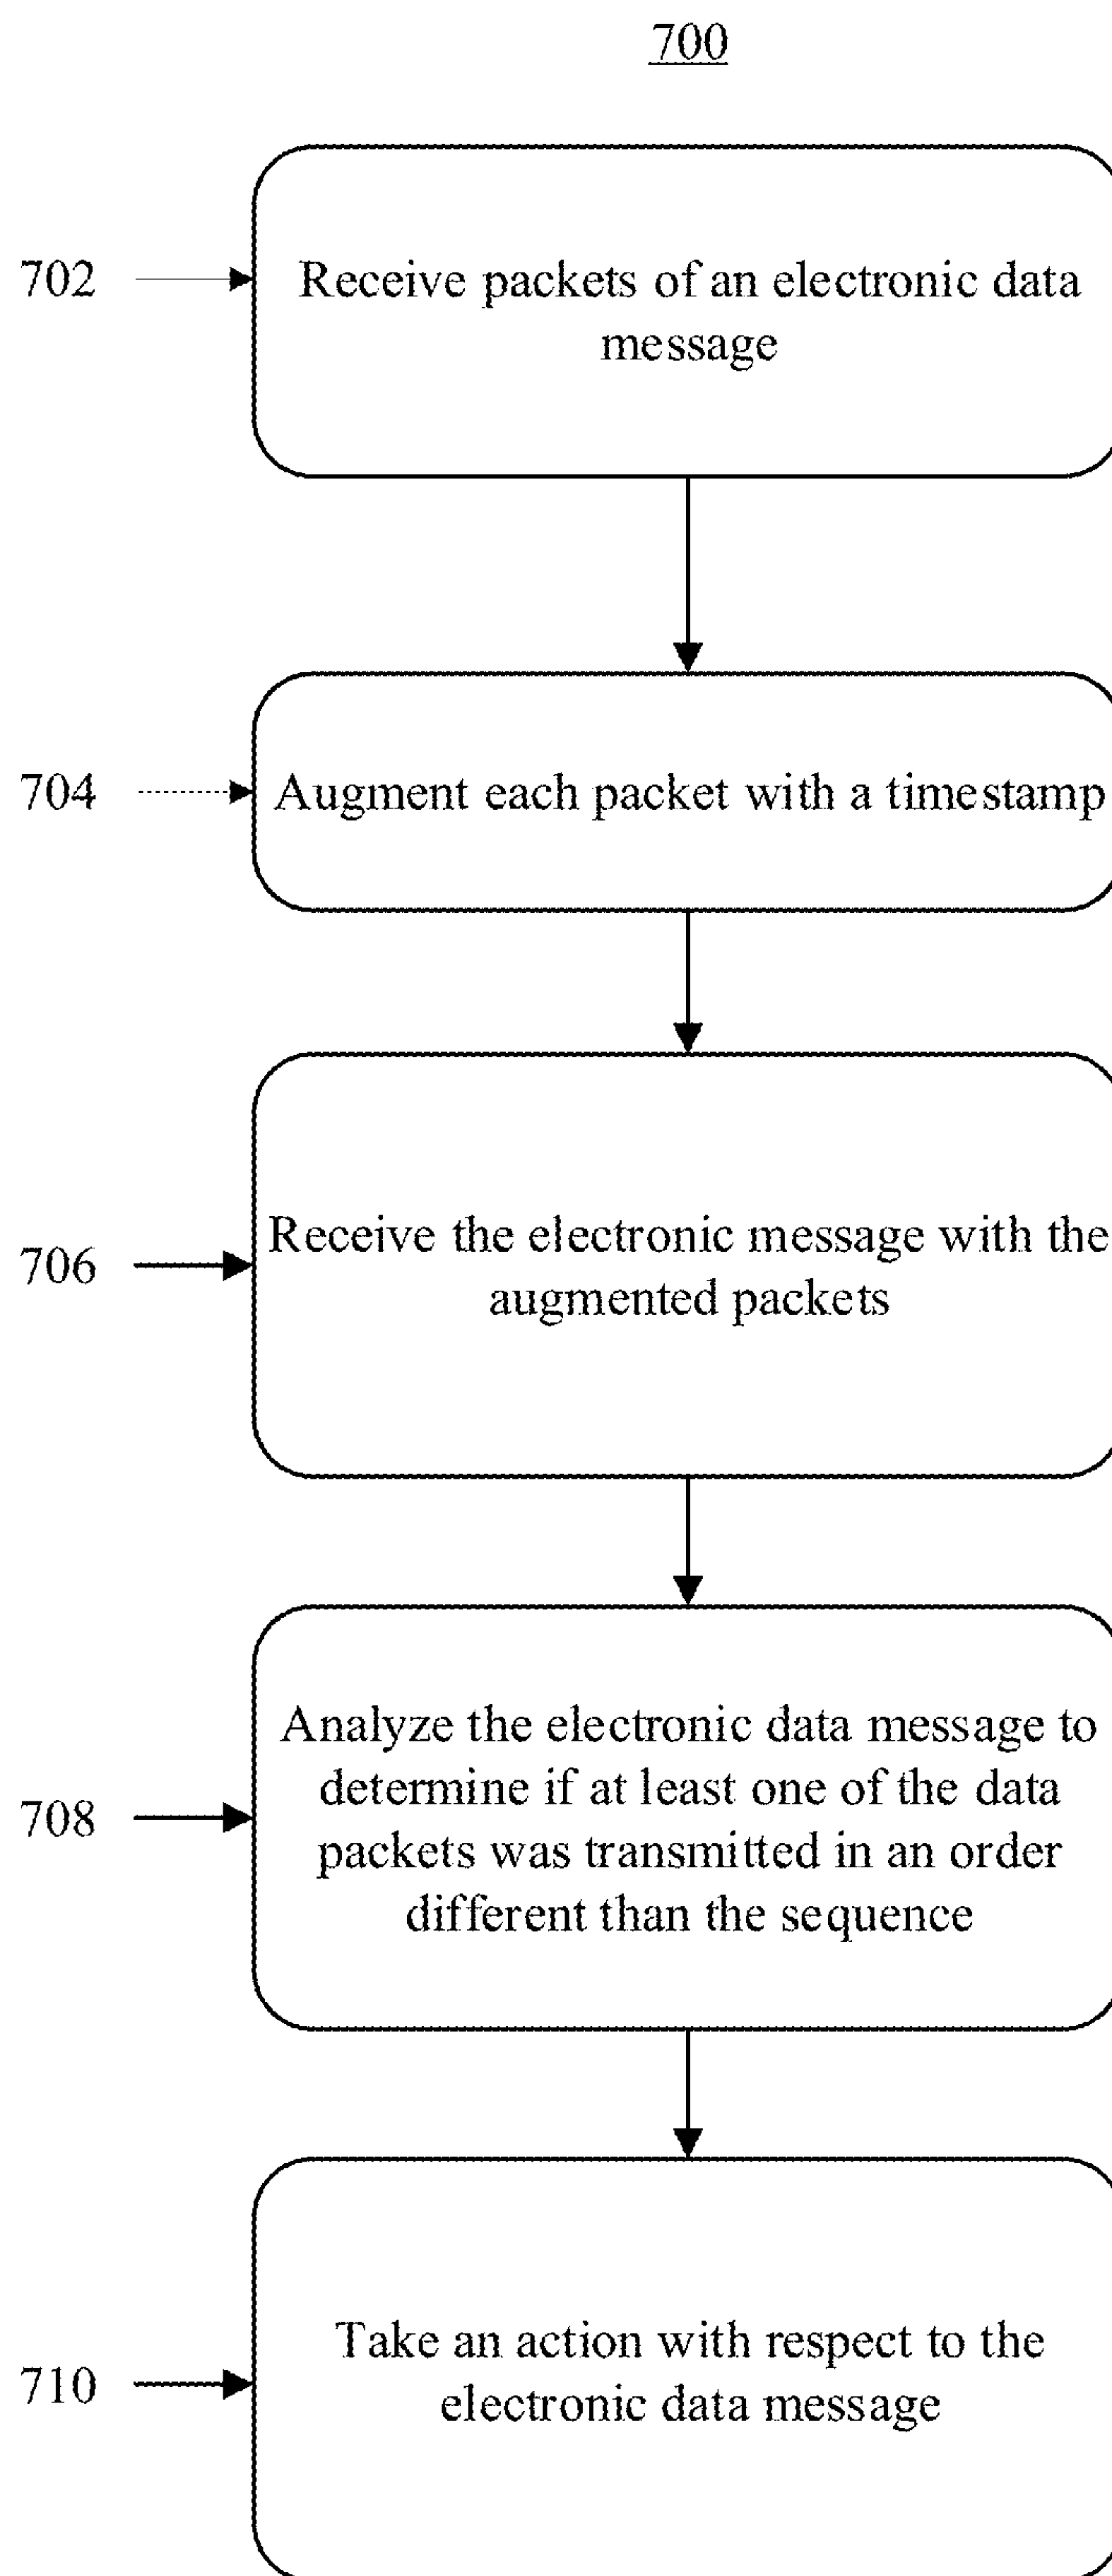 700
702
Receive packets of an electronic data
message
704
Augment each packet with a timestamp
706
Receive the electronic message with the
augmented packets
708
Analyze the electronic data message to
determine if at least one of the data
packets was transmitted in an order
different than the sequence
710
Take an action with respect to the
electronic data message